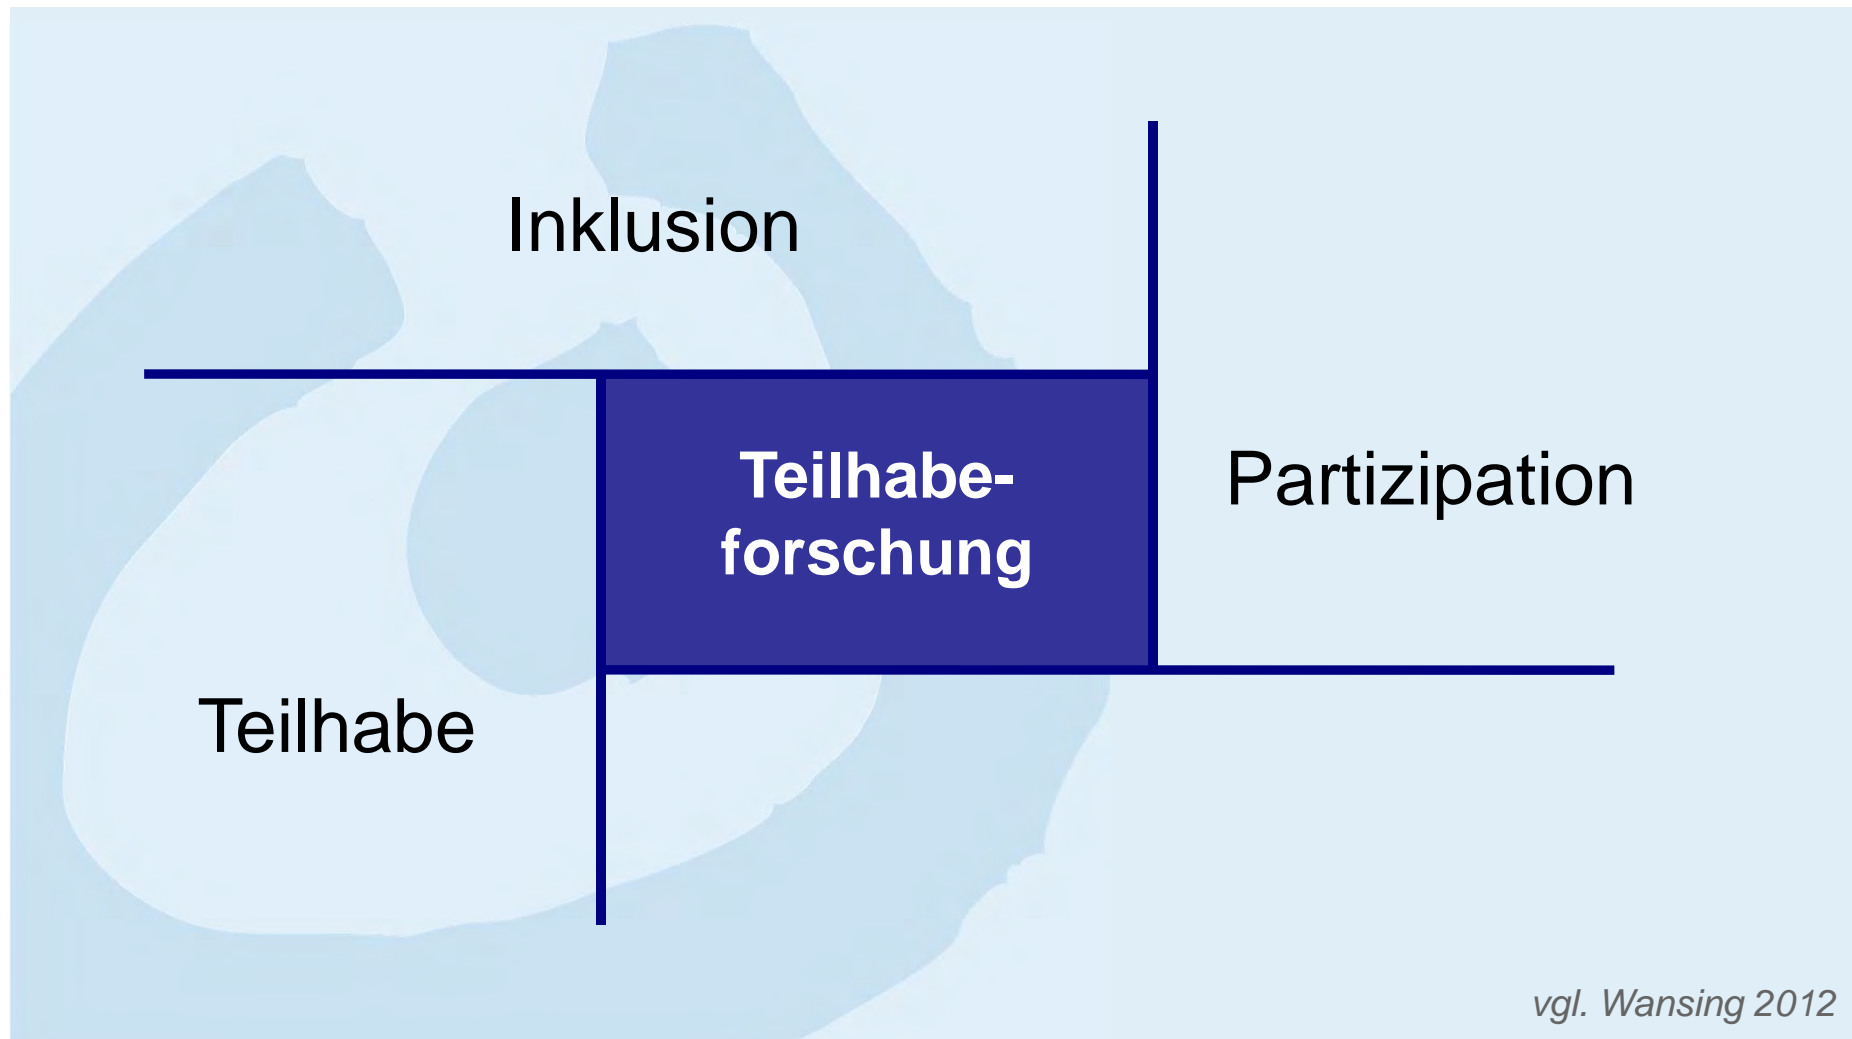 Inklusion
Teilhabe-
forschung
Partizipation
Teilhabe
vgl. Wansing 2012